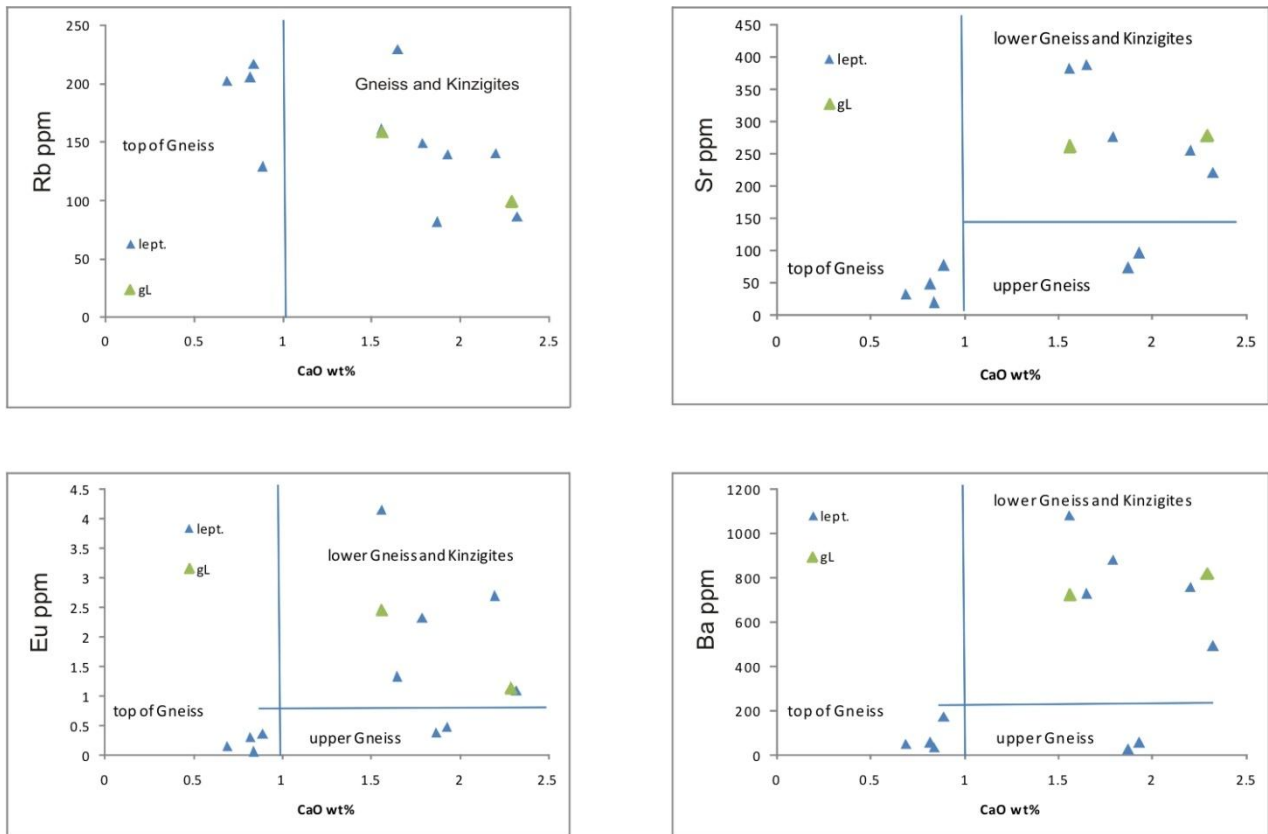 250
200
150
100
50
0
Rb ppm
Gneiss and Kinzigites
top of Gneiss
lept.
gL
0 0.5 1 1.5 2 2.5
CaO wt%
450
400
350
300
250
200
150
100
50
0
Sr ppm
lower Gneiss and Kinzigites
lept.
gL
top of Gneiss
upper Gneiss
0 0.5 1 1.5 2 2.5
CaO wt%
4.5
4
3.5
3
2.5
2
1.5
1
0.5
0
Eu ppm
lept.
lower Gneiss and Kinzigites
gL
top of Gneiss
upper Gneiss
0 0.5 1 1.5 2 2.5
CaO wt%
1200
1000
800
600
400
200
0
Ba ppm
lower Gneiss and Kinzigites
lept.
gL
top of Gneiss
upper Gneiss
0 0.5 1 1.5 2 2.5
CaO wt%